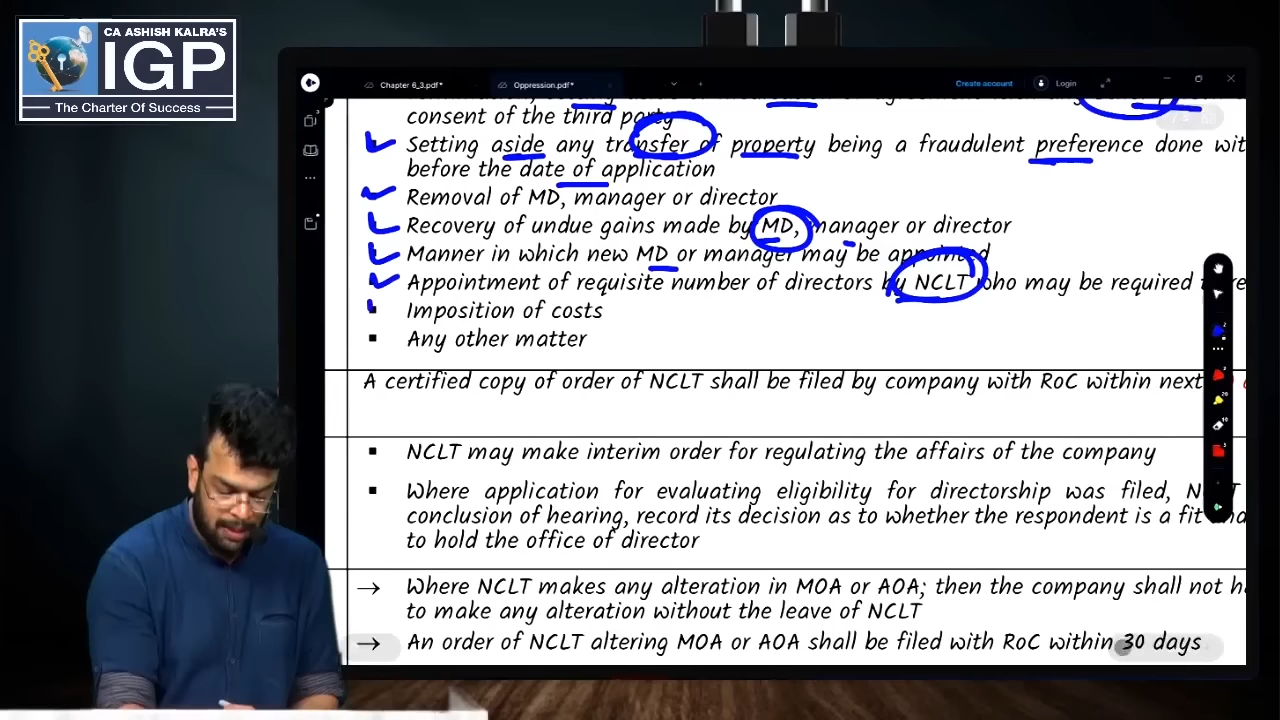 CA ASHISH KALRA'S
IGP
The Charter Of Success
Chapter 6_3.pdf*
Oppression.pdf*
Create account
Login
consent of the third party
Setting aside any transfer of property being a fraudulent preference done
before the date of application
Removal of MD, manager or director
Recovery of undue gains made by MD, manager or director
Manner in which new MD or manager may be appointed
Appointment of requisite number of directors by NCLT who may be required
Imposition of costs
Any other matter
A certified copy of order of NCLT shall be filed by company with RoC within next
NCLT may make interim order for regulating the affairs of the company
Where application for evaluating eligibility for directorship was filed,
conclusion of hearing, record its decision as to whether the respondent is a fit
to hold the office of director
→ Where NCLT makes any alteration in MOA or AOA; then the company shall not
to make any alteration without the leave of NCLT
→ An order of NCLT altering MOA or AOA shall be filed with RoC within 30 days